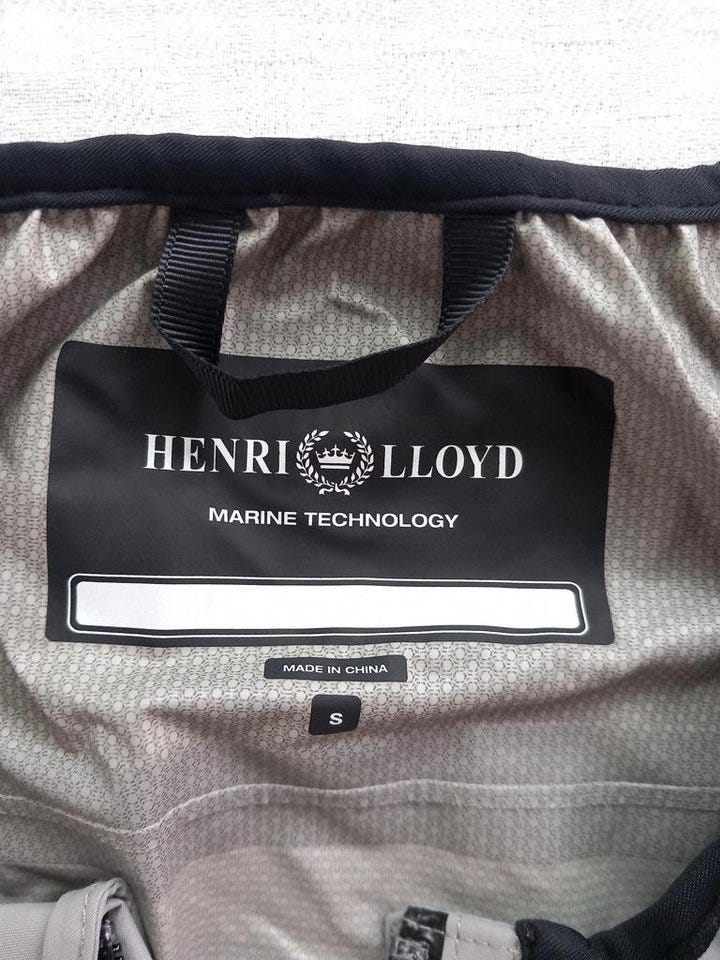 HENRI LLOYD
MARINE TECHNOLOGY
MADE IN CHINA
S